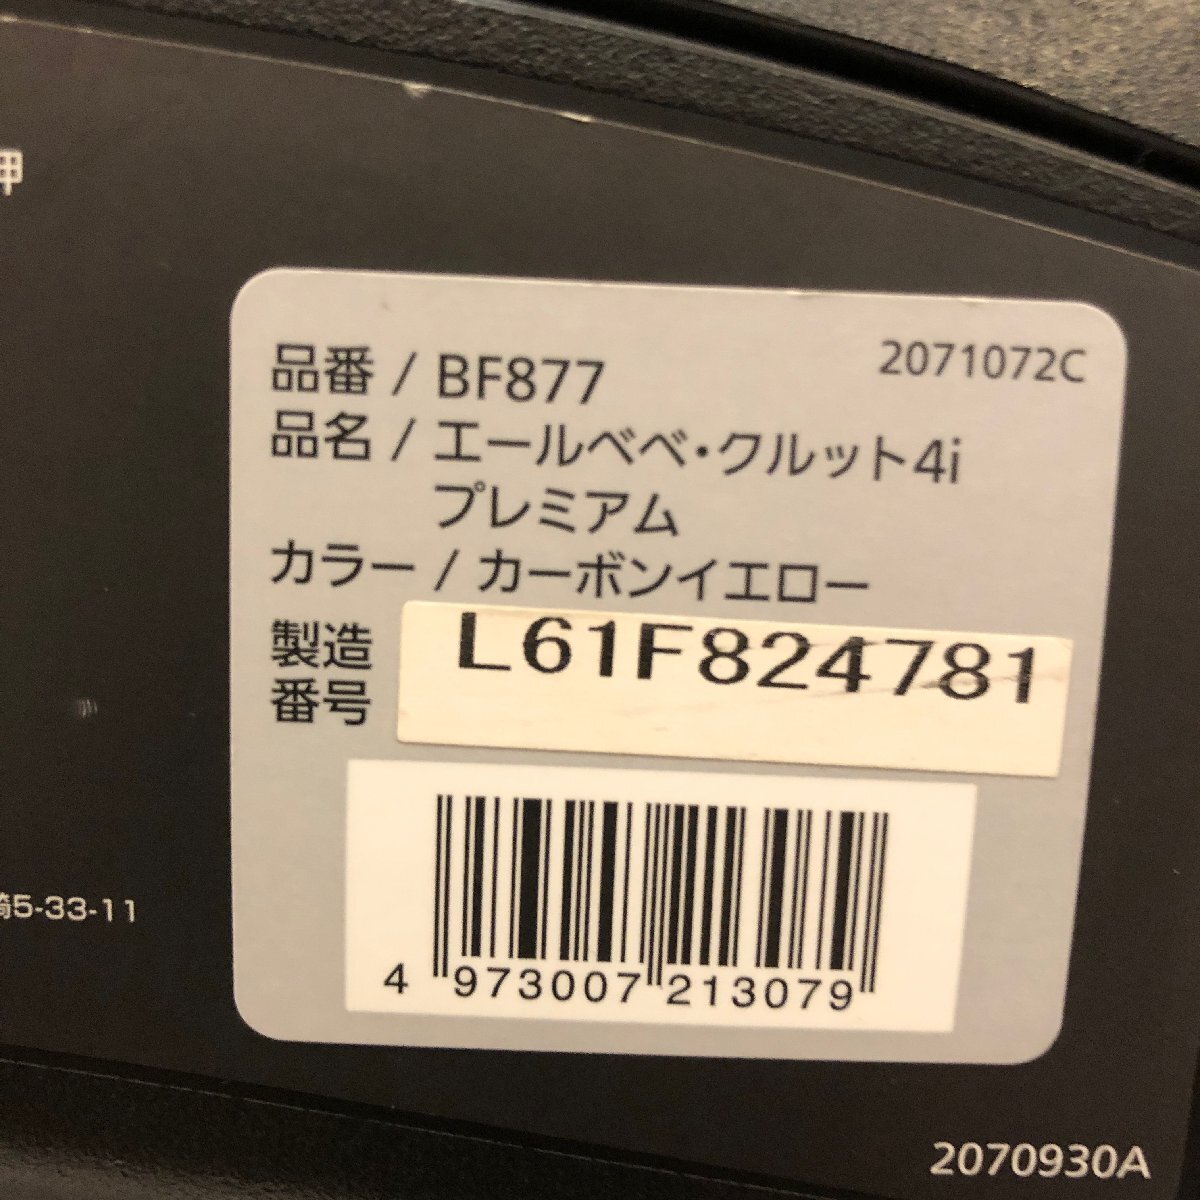 押
2071072C
品番 / BF877
品名 / エールベベ・クルット4i
プレミアム
カラー / カーボンイエロー
製造
番号
L61F824781
4 973007 213079
崎5-33-11
2070930A